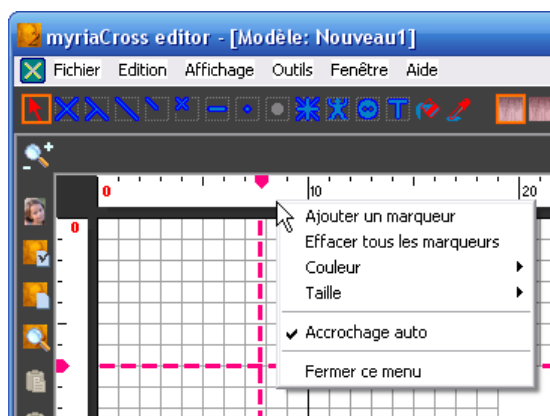 myriaCross editor - [Modèle: Nouveau1]
Fichier Edition Affichage Outils Fenêtre Aide
0 10 20
0
Ajouter un marqueur
Effacer tous les marqueurs
Couleur
Taille
Accrochage auto
Fermer ce menu